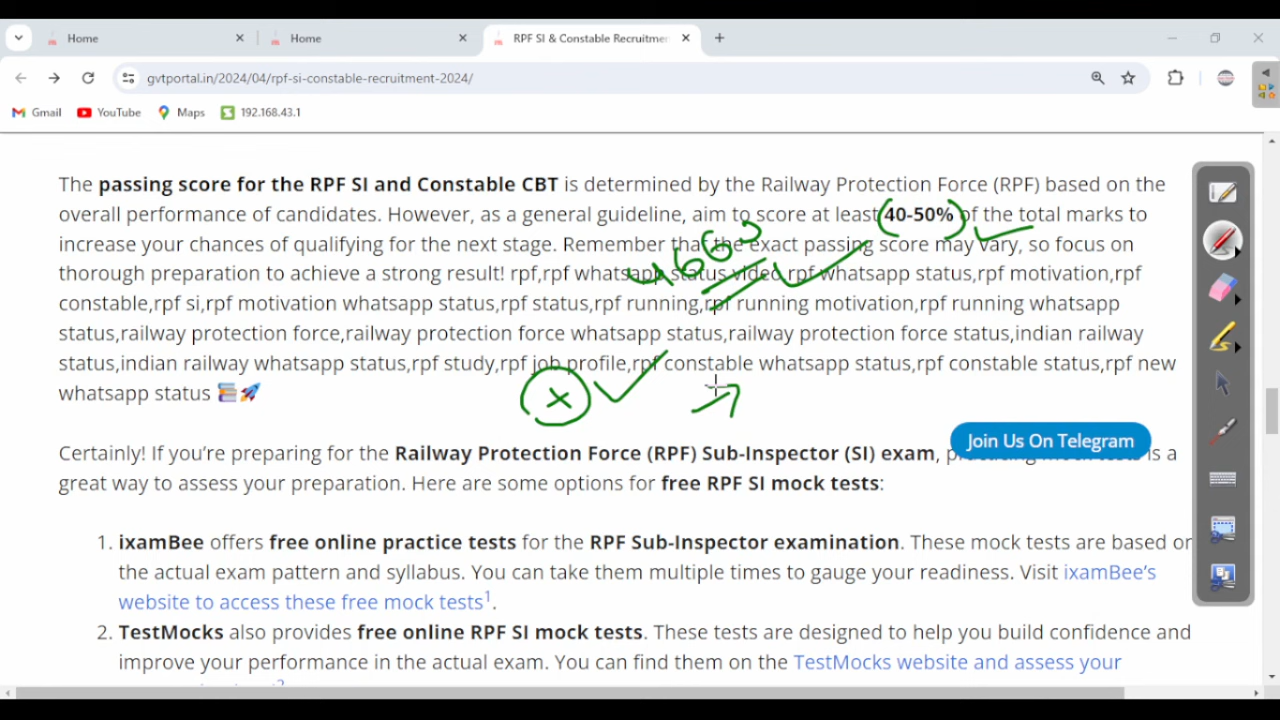 Home
Home
RPF SI & Constable Recruitmen
gvtportal.in/2024/04/rpf-si-constable-recruitment-2024/
Gmail YouTube Maps 192.168.43.1
The passing score for the RPF SI and Constable CBT is determined by the Railway Protection Force (RPF) based on the
overall performance of candidates. However, as a general guideline, aim to score at least (40-50%) of the total marks to
increase your chances of qualifying for the next stage. Remember that the exact passing score may vary, so focus on
4663
thorough preparation to achieve a strong result! rpf,rpf whatsapp status video,rpf whatsapp status,rpf motivation,rpf
constable,rpf si,rpf motivation whatsapp status,rpf status,rpf running,rpf running motivation,rpf running whatsapp
status,railway protection force,railway protection force whatsapp status,railway protection force status,indian railway
status,indian railway whatsapp status,rpf study,rpf job profile,rpf constable whatsapp status,rpf constable status,rpf new
whatsapp status
Join Us On Telegram
Certainly! If you’re preparing for the Railway Protection Force (RPF) Sub-Inspector (SI) exam, is a
great way to assess your preparation. Here are some options for free RPF SI mock tests:
1. ixamBee offers free online practice tests for the RPF Sub-Inspector examination. These mock tests are based on
the actual exam pattern and syllabus. You can take them multiple times to gauge your readiness. Visit ixamBee’s
website to access these free mock tests1.
2. TestMocks also provides free online RPF SI mock tests. These tests are designed to help you build confidence and
improve your performance in the actual exam. You can find them on the TestMocks website and assess your